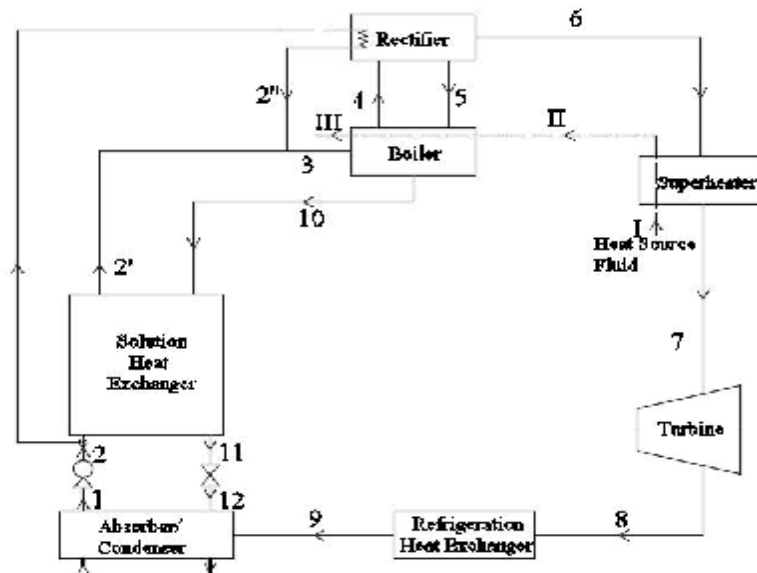 6
Rectifier
2"
4
5
III
II
3
Boiler
Superheater
10
I
Heat Source
Fluid
2'
Solution
Heat
Exchanger
7
Turbine
2
11
1
12
Absorber/
Condenser
9
Refrigeration
Heat Exchanger
8